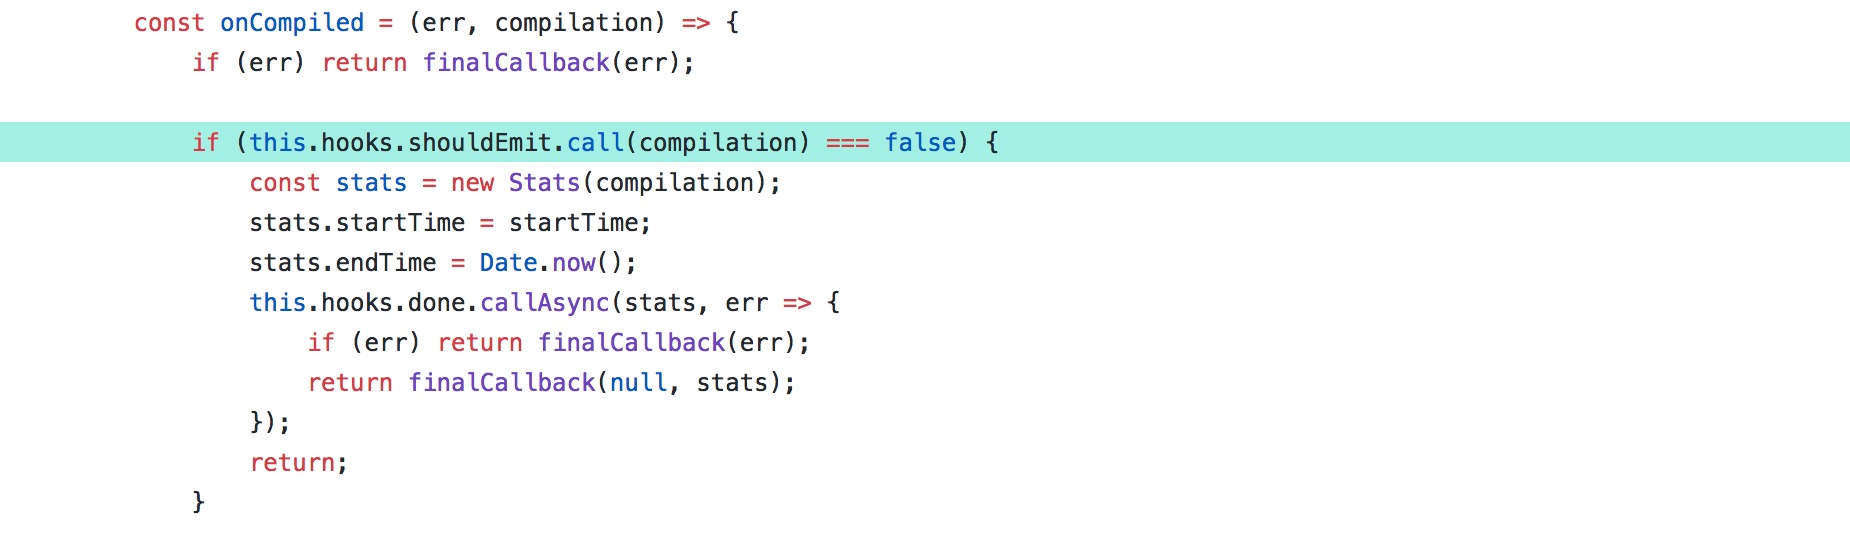 const onCompiled = (err, compilation) => {
if (err) return finalCallback(err);
if (this.hooks.shouldEmit.call(compilation) === false) {
const stats = new Stats(compilation);
stats.startTime = startTime;
stats.endTime = Date.now();
this.hooks.done.callAsync(stats, err => {
if (err) return finalCallback(err);
return finalCallback(null, stats);
});
return;
}